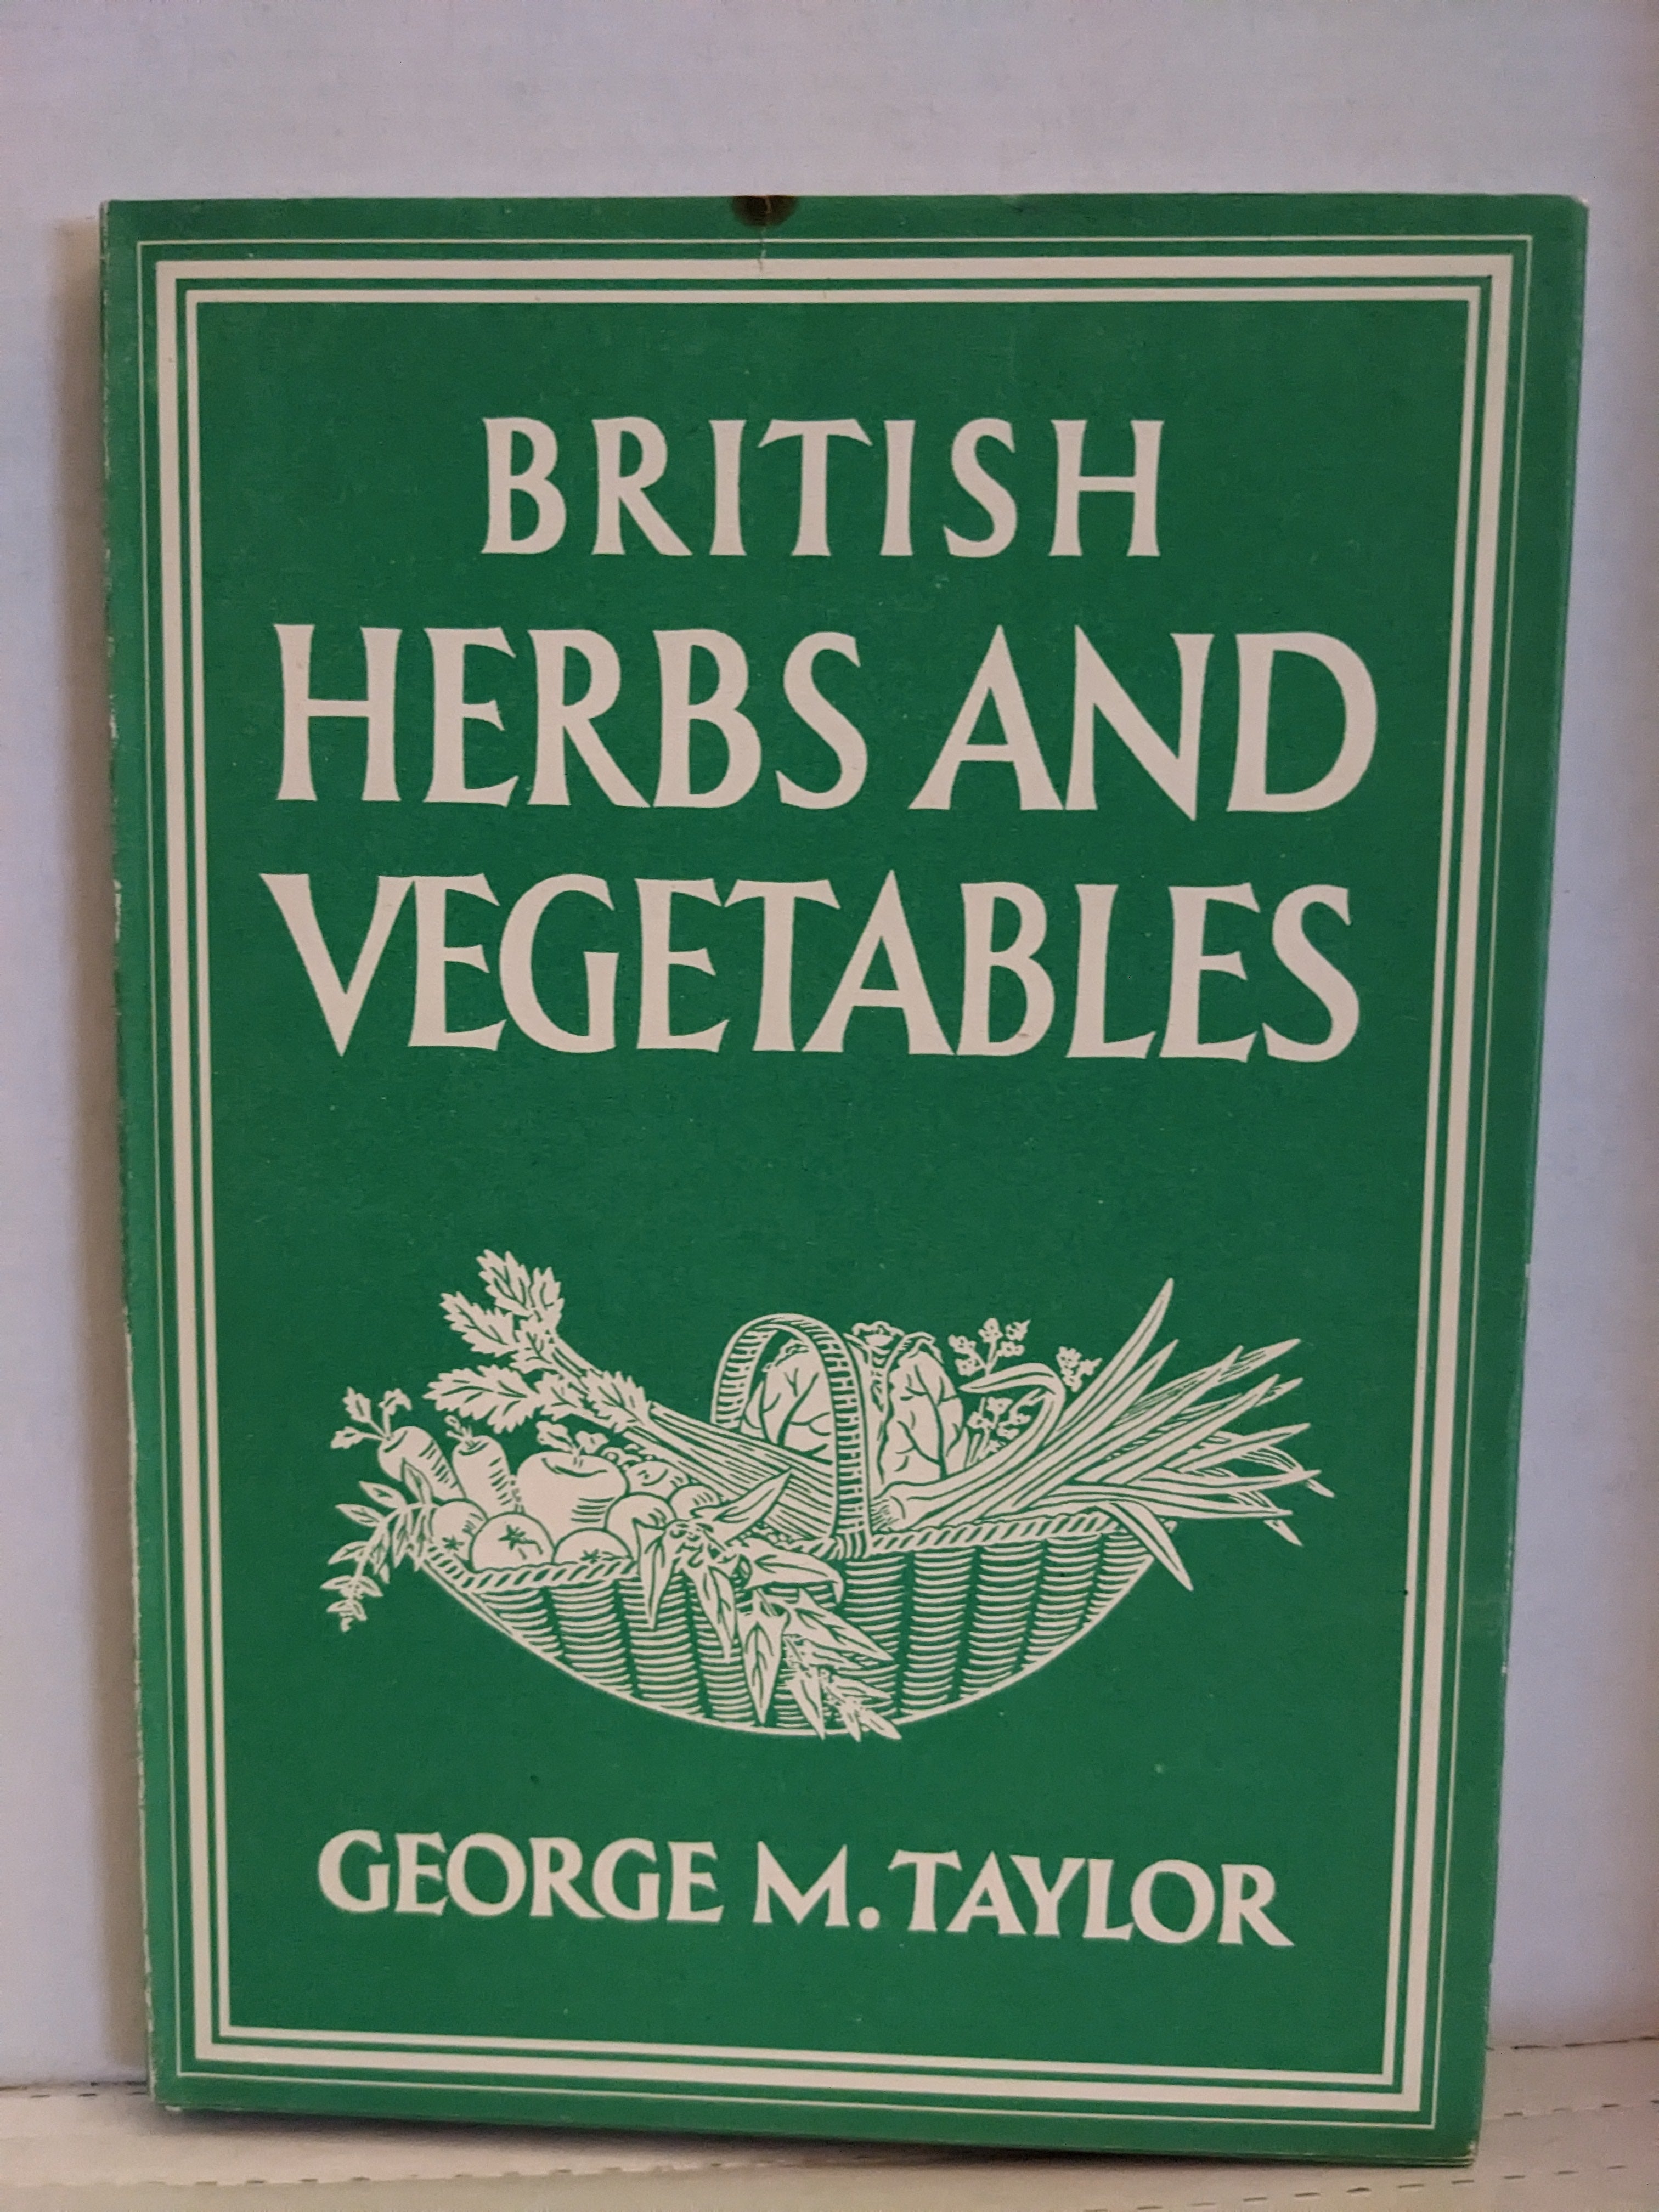 BRITISH
HERBS AND
VEGETABLES
GEORGE M. TAYLOR